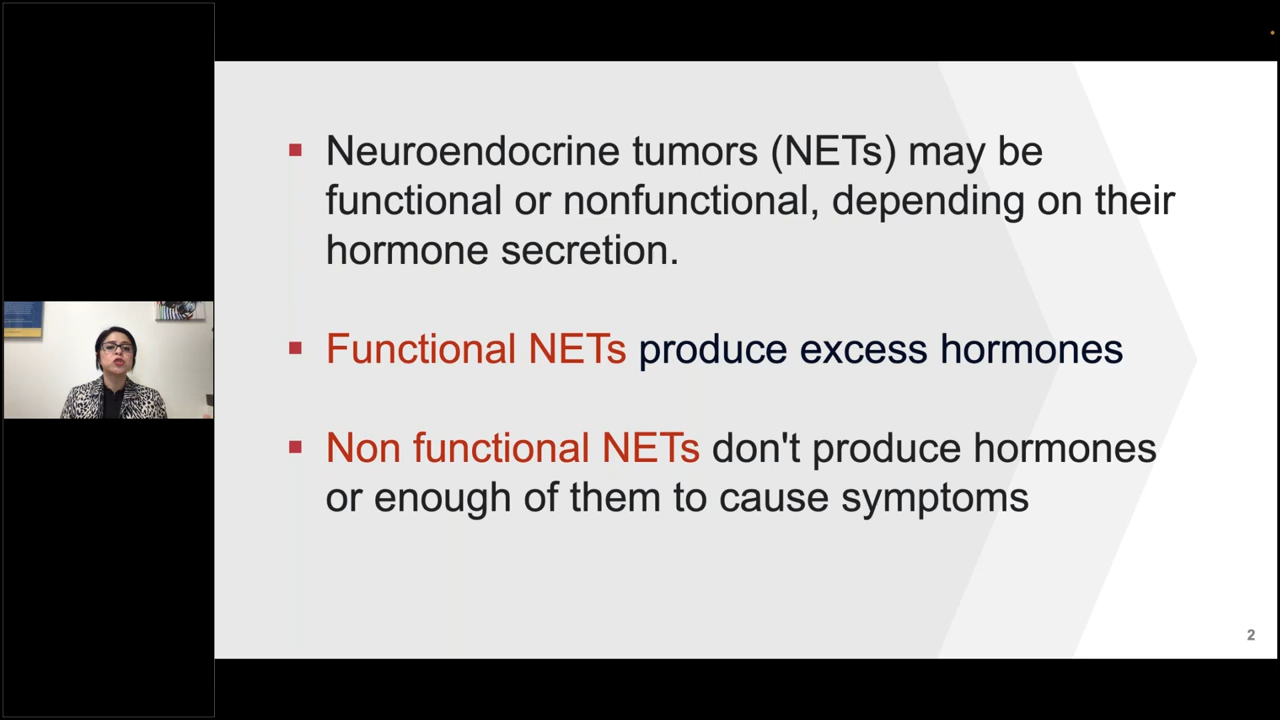 Neuroendocrine tumors (NETs) may be
functional or nonfunctional, depending on their
hormone secretion.
Functional NETs produce excess hormones
Non functional NETs don't produce hormones
or enough of them to cause symptoms
2